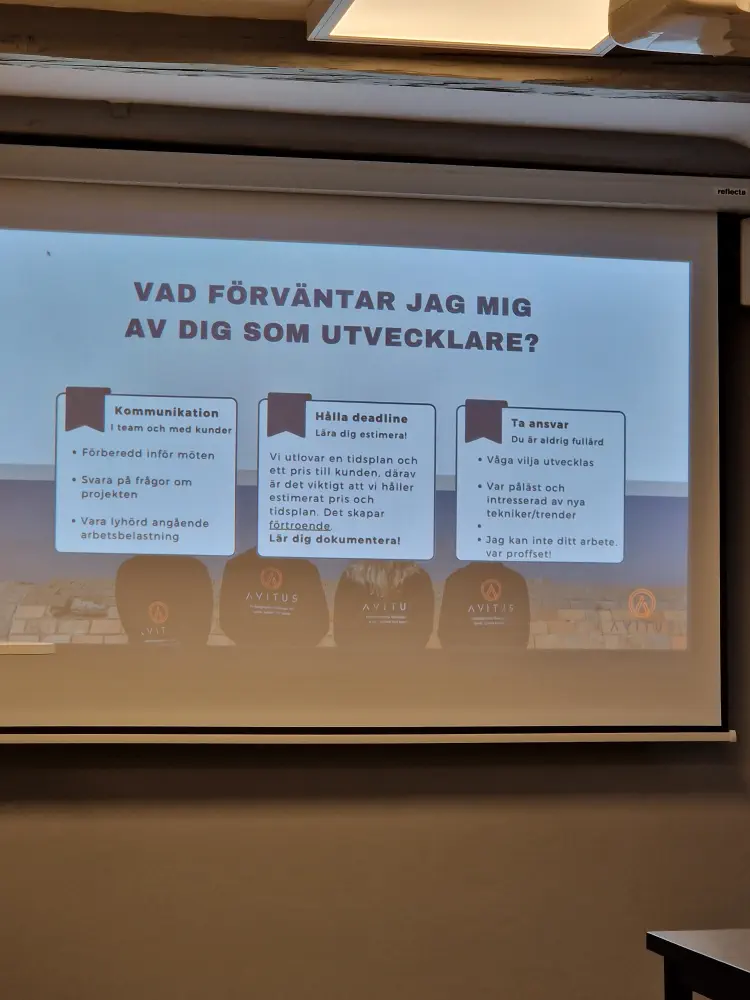 reflecta
VAD FÖRVÄNTAR JAG MIG
AV DIG SOM UTVECKLARE?
Kommunikation
I team och med kunder
• Förberedd inför möten
• Svara på frågor om
projekten
• Vara lyhörd angående
arbetsbelastning
Hålla deadline
Lära dig estimera!
Vi utlovar en tidsplan och
ett pris till kunden, därav
är det viktigt att vi håller
estimerat pris och
tidsplan. Det skapar
förtroende.
Lär dig dokumentera!
Ta ansvar
Du är aldrig fullärd
• Våga vilja utvecklas
• Var påläst och
intresserad av nya
tekniker/trender
•
• Jag kan inte ditt arbete,
var proffset!
AVIT
AVITUS
AVITU
AVITUS
AVITU